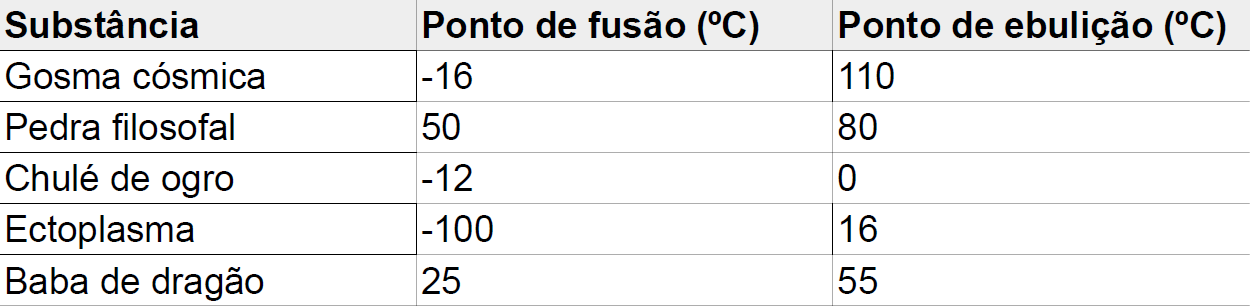 Substância Ponto de fusão (ºC) Ponto de ebulição (ºC)
Gosma cósmica -16 110
Pedra filosofal 50 80
Chulé de ogro -12 0
Ectoplasma -100 16
Baba de dragão 25 55